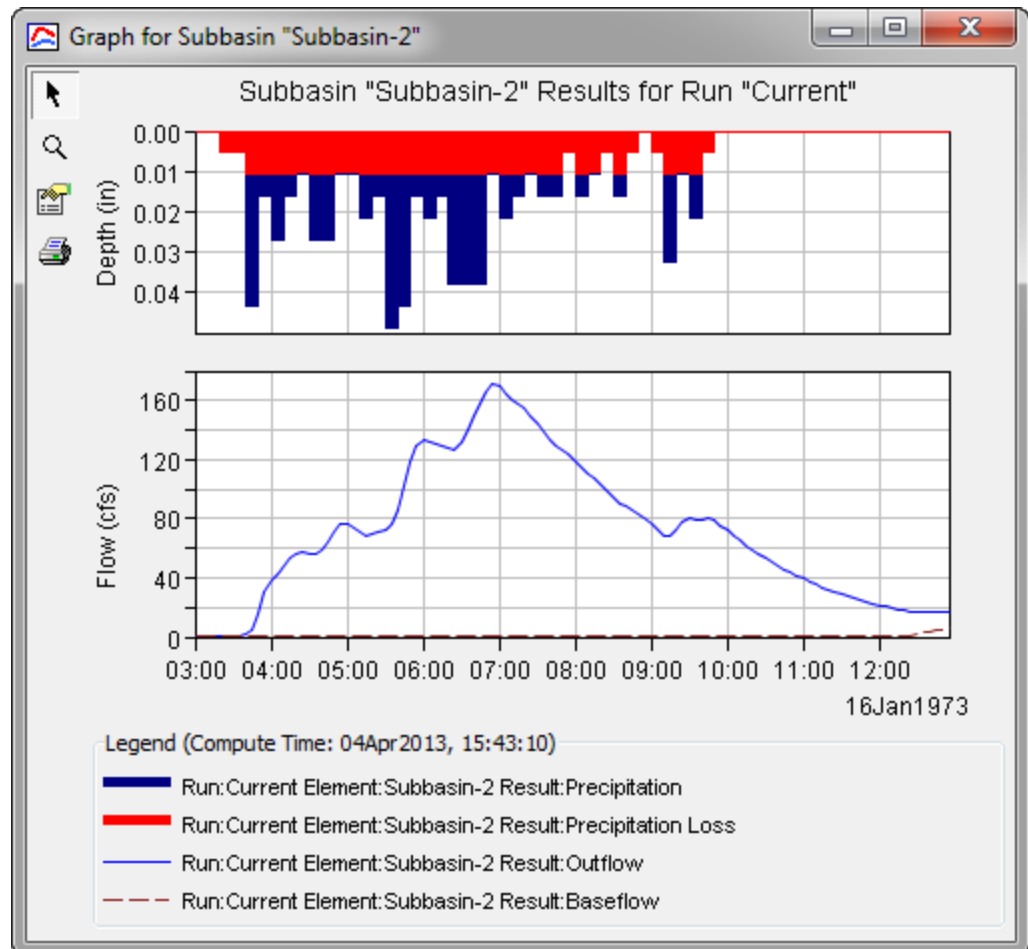 Graph for Subbasin "Subbasin-2"
Subbasin "Subbasin-2" Results for Run "Current"
0.00
0.01
0.02
0.03
0.04
Depth (in)
160
120
80
40
0
Flow (cfs)
03:00 04:00 05:00 06:00 07:00 08:00 09:00 10:00 11:00 12:00
16Jan1973
Legend (Compute Time: 04Apr2013, 15:43:10)
Run:Current Element:Subbasin-2 Result:Precipitation
Run:Current Element:Subbasin-2 Result:Precipitation Loss
Run:Current Element:Subbasin-2 Result:Outflow
Run:Current Element:Subbasin-2 Result:Baseflow